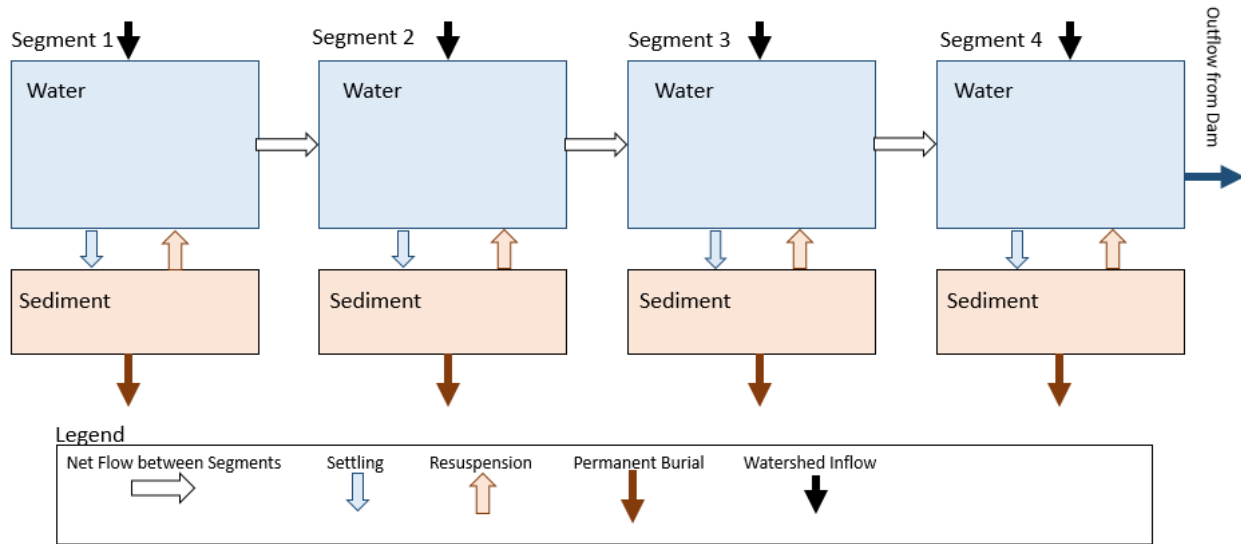 Segment 1
Segment 2
Segment 3
Segment 4
Outflow from Dam
Water
Water
Water
Water
Sediment
Sediment
Sediment
Sediment
Legend
Net Flow between Segments
Settling
Resuspension
Permanent Burial
Watershed Inflow